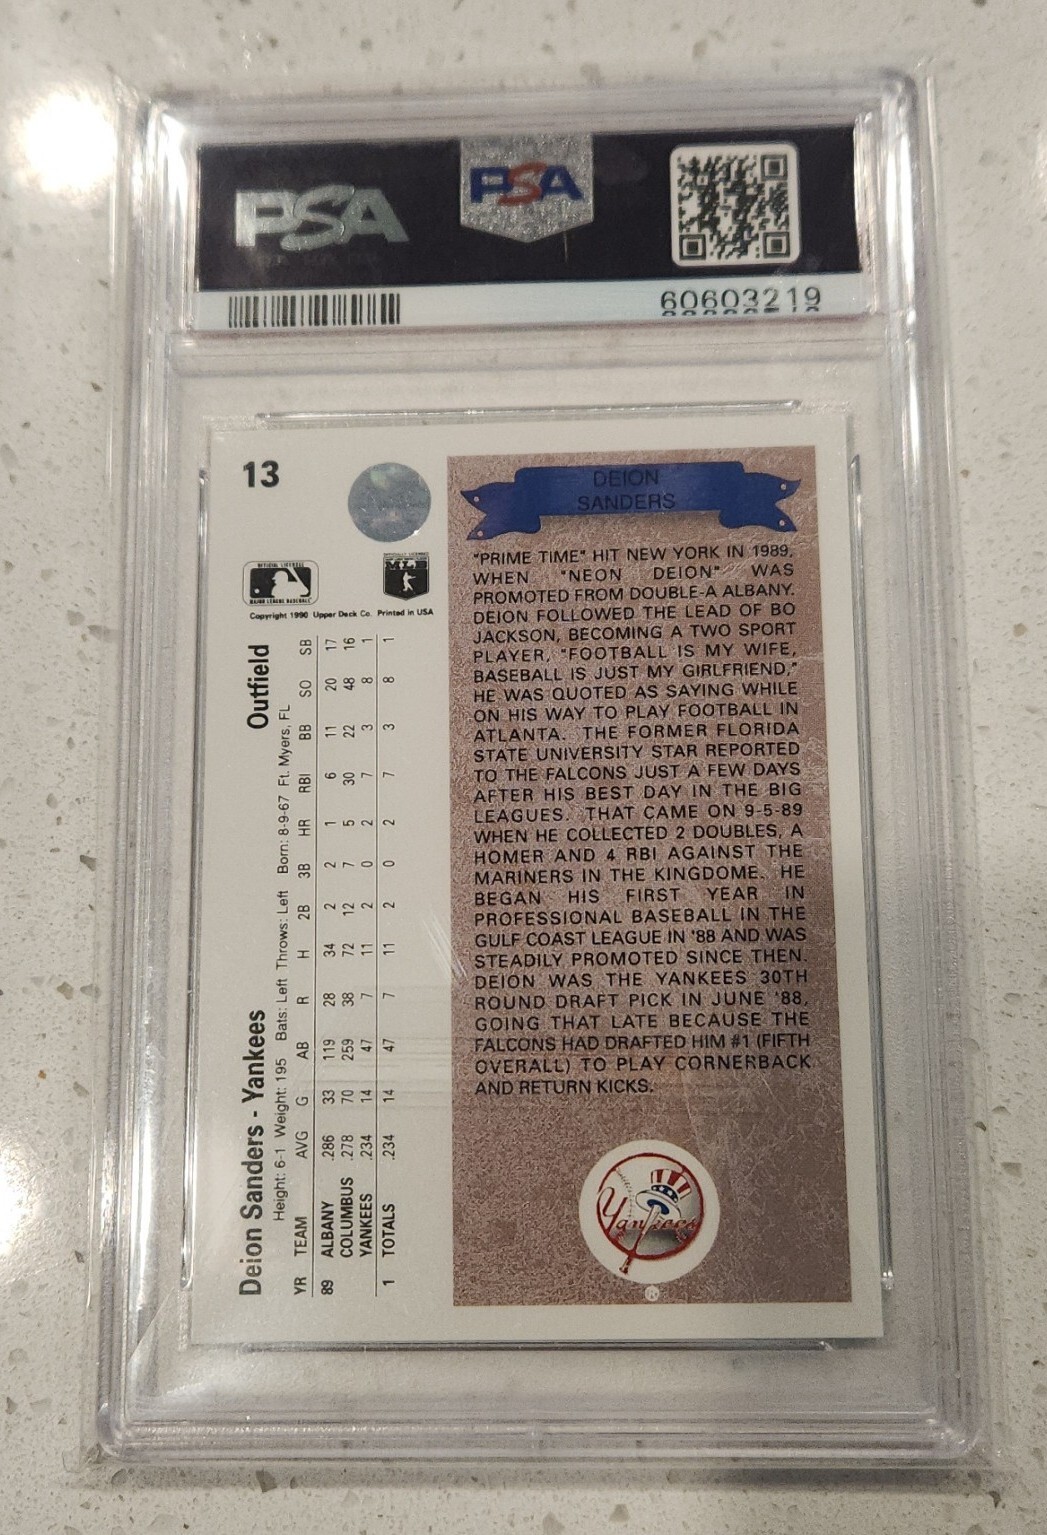 PSA
PSA
60603219
13
OFFICIAL LICENSEE
MAJOR LEAGUE BASEBALL
MLB
Copyright 1990 Upper Deck Co. Printed in USA
Deion Sanders - Yankees Outfield
Height: 6-1 Weight: 195 Bats: Left Throws: Left Born: 8-9-67 Ft. Myers, FL
YR TEAM AVG G AB R H 2B 3B HR RBI BB SO SB
89 ALBANY .286 33 119 28 34 2 2 1 6 11 20 17
COLUMBUS .278 70 259 38 72 12 7 5 30 22 48 16
YANKEES .234 14 47 7 11 2 0 2 7 3 8 1
1 TOTALS .234 14 47 7 11 2 0 2 7 3 8 1
DEION
SANDERS
"PRIME TIME" HIT NEW YORK IN 1989,
WHEN "NEON DEION" WAS
PROMOTED FROM DOUBLE-A ALBANY.
DEION FOLLOWED THE LEAD OF BO
JACKSON, BECOMING A TWO SPORT
PLAYER, "FOOTBALL IS MY WIFE,
BASEBALL IS JUST MY GIRLFRIEND,"
HE WAS QUOTED AS SAYING WHILE
ON HIS WAY TO PLAY FOOTBALL IN
ATLANTA. THE FORMER FLORIDA
STATE UNIVERSITY STAR REPORTED
TO THE FALCONS JUST A FEW DAYS
AFTER HIS BEST DAY IN THE BIG
LEAGUES. THAT CAME ON 9-5-89
WHEN HE COLLECTED 2 DOUBLES, A
HOMER AND 4 RBI AGAINST THE
MARINERS IN THE KINGDOME. HE
BEGAN HIS FIRST YEAR IN
PROFESSIONAL BASEBALL IN THE
GULF COAST LEAGUE IN '88 AND WAS
STEADILY PROMOTED SINCE THEN.
DEION WAS THE YANKEES 30TH
ROUND DRAFT PICK IN JUNE '88,
GOING THAT LATE BECAUSE THE
FALCONS HAD DRAFTED HIM #1 (FIFTH
OVERALL) TO PLAY CORNERBACK
AND RETURN KICKS.
Yankees
®